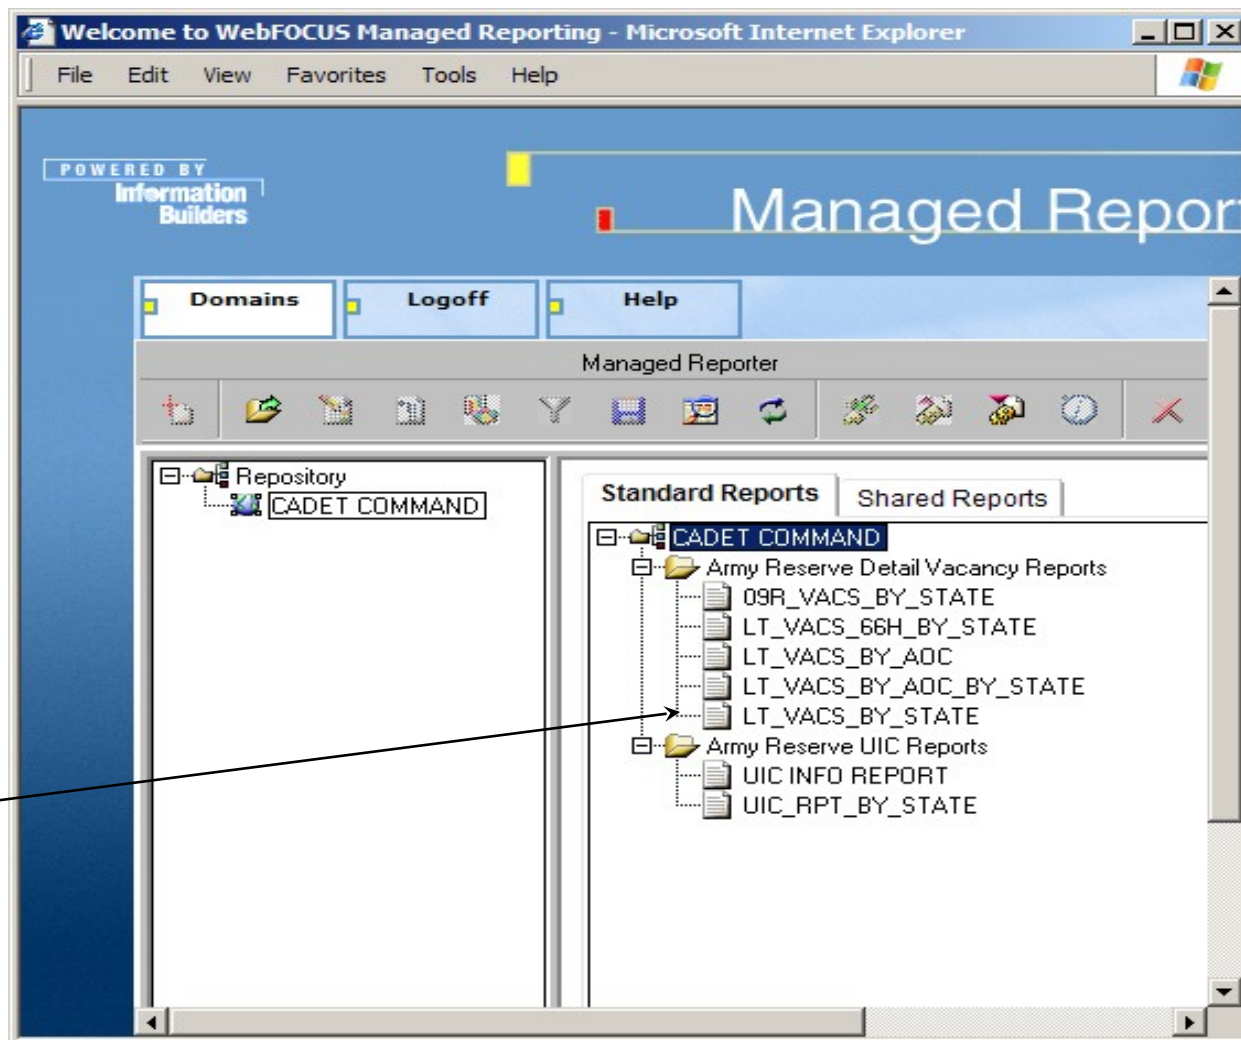 Welcome to WebFOCUS Managed Reporting - Microsoft Internet Explorer
File Edit View Favorites Tools Help
POWERED BY
Information
Builders
Managed Repor
Domains Logoff Help
Managed Reporter
Repository
CADET COMMAND
Standard Reports Shared Reports
CADET COMMAND
Army Reserve Detail Vacancy Reports
09R_VACS_BY_STATE
LT_VACS_66H_BY_STATE
LT_VACS_BY_AOC
LT_VACS_BY_AOC_BY_STATE
LT_VACS_BY_STATE
Army Reserve UIC Reports
UIC INFO REPORT
UIC_RPT_BY_STATE